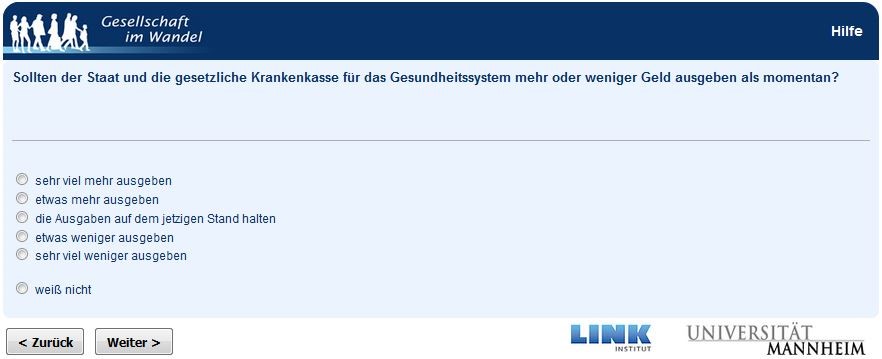 Gesellschaft
im Wandel
Hilfe
Sollten der Staat und die gesetzliche Krankenkasse für das Gesundheitssystem mehr oder weniger Geld ausgeben als momentan?
sehr viel mehr ausgeben
etwas mehr ausgeben
die Ausgaben auf dem jetzigen Stand halten
etwas weniger ausgeben
sehr viel weniger ausgeben
weiß nicht
< Zurück
Weiter >
LINK
INSTITUT
UNIVERSITÄT
MANNHEIM